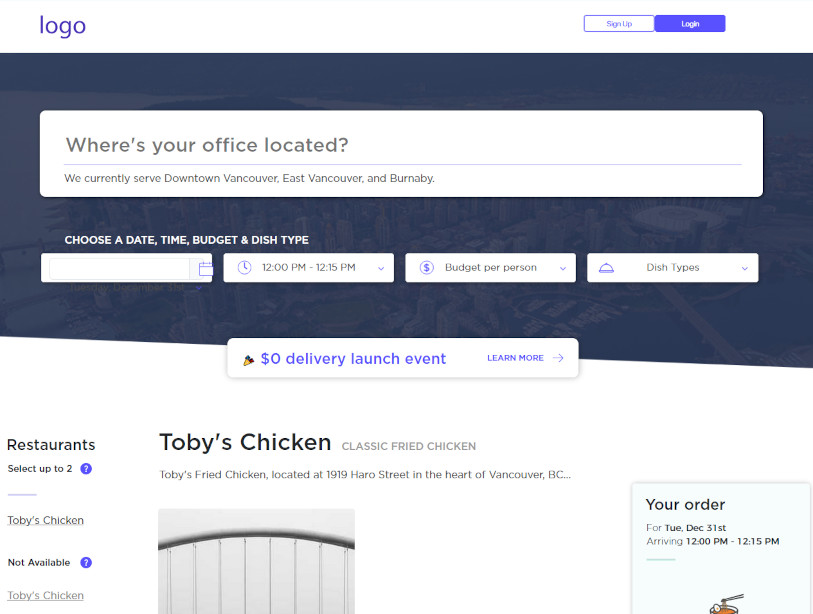 logo
Sign Up
Login
Where's your office located?
We currently serve Downtown Vancouver, East Vancouver, and Burnaby.
CHOOSE A DATE, TIME, BUDGET & DISH TYPE
12:00 PM - 12:15 PM
Budget per person
Dish Types
$0 delivery launch event
LEARN MORE
Restaurants
Select up to 2 ?
Toby's Chicken
Not Available ?
Toby's Chicken
Toby's Chicken CLASSIC FRIED CHICKEN
Toby's Fried Chicken, located at 1919 Haro Street in the heart of Vancouver, BC...
Your order
For Tue, Dec 31st
Arriving 12:00 PM - 12:15 PM